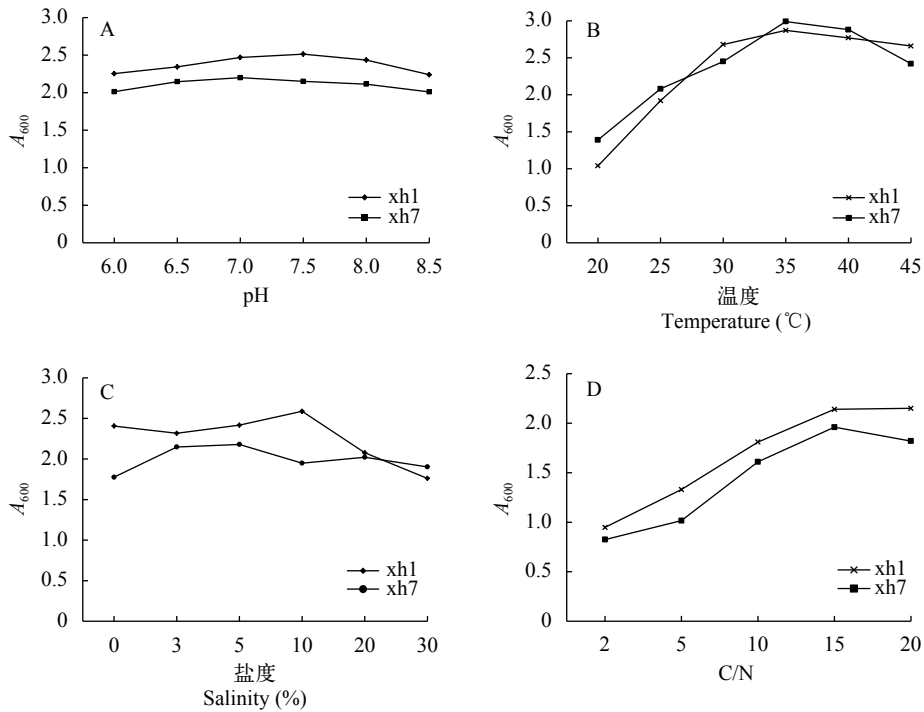 A
3.0
2.5
2.0
1.5
1.0
0.5
0
A600
xh1
xh7
6.0 6.5 7.0 7.5 8.0 8.5
pH
B
3.0
2.5
2.0
1.5
1.0
0.5
0
A600
xh1
xh7
20 25 30 35 40 45
温度
Temperature (℃)
C
3.0
2.5
2.0
1.5
1.0
0.5
0
A600
xh1
xh7
0 3 5 10 20 30
盐度
Salinity (%)
D
2.5
2.0
1.5
1.0
0.5
0
A600
xh1
xh7
2 5 10 15 20
C/N